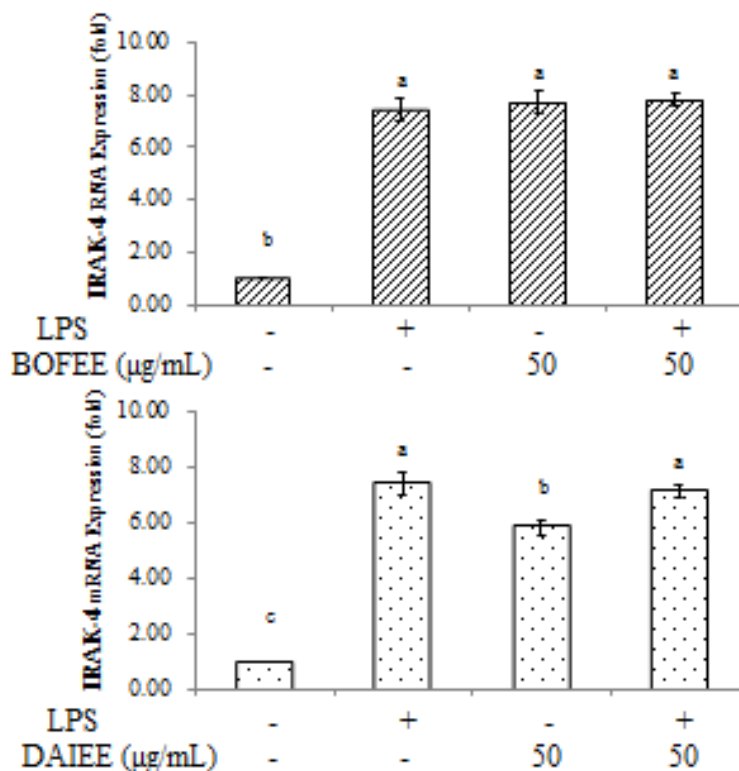 IRAK-4 RNA Expression (fold)
10.00
8.00
6.00
4.00
2.00
0.00
b
a
a
a
LPS - + - +
BOFEE (µg/mL) - - 50 50
IRAK-4 mRNA Expression (fold)
10.00
8.00
6.00
4.00
2.00
0.00
c
a
b
a
LPS - + - +
DAIEE (µg/mL) - - 50 50